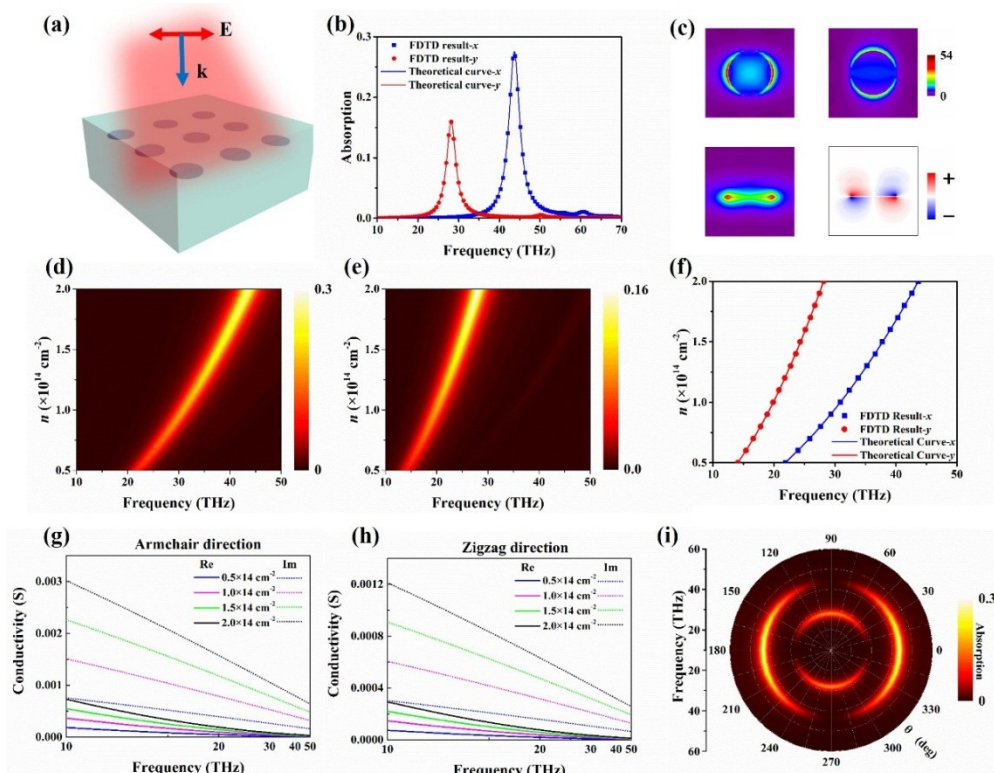 (a)
E
k
(b)
FDTD result-x
FDTD result-y
Theoretical curve-x
Theoretical curve-y
Absorption
0.3
0.2
0.1
0.0
10 20 30 40 50 60 70
Frequency (THz)
(c)
54
0
+
−
(d)
n (×10¹⁴ cm⁻²)
2.0
1.5
1.0
0.5
10 20 30 40 50
Frequency (THz)
0.3
0
(e)
2.0
1.5
1.0
0.5
10 20 30 40 50
Frequency (THz)
0.16
0.0
(f)
n (×10¹⁴ cm⁻²)
2.0
1.5
1.0
0.5
FDTD Result-x
FDTD Result-y
Theoretical Curve-x
Theoretical Curve-y
10 20 30 40 50
Frequency (THz)
(g)
Armchair direction
Re Im
0.5×14 cm⁻²
1.0×14 cm⁻²
1.5×14 cm⁻²
2.0×14 cm⁻²
Conductivity (S)
0.003
0.002
0.001
0.000
10 20 30 40 50
Frequency (THz)
(h)
Zigzag direction
Re Im
0.5×14 cm⁻²
1.0×14 cm⁻²
1.5×14 cm⁻²
2.0×14 cm⁻²
Conductivity (S)
0.0012
0.0008
0.0004
0.0000
10 20 30 40 50
Frequency (THz)
(i)
Frequency (THz)
60
40
20
20
40
60
90
60
30
0
330
300
270
240
210
180
150
120
θ (deg)
0.3
0
Absorption